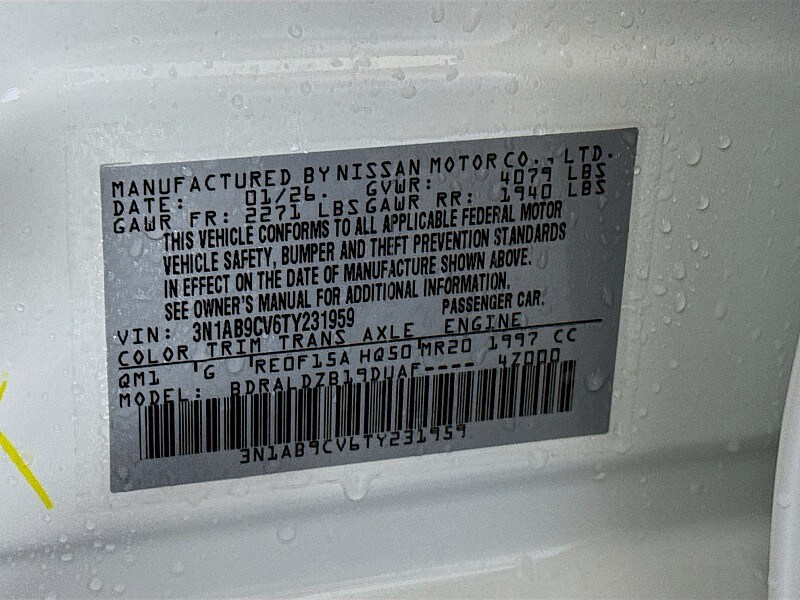 MANUFACTURED BY NISSAN MOTOR CO., LTD.
DATE: 01/26. GVWR: 4079 LBS
GAWR FR: 2271 LBS GAWR RR: 1940 LBS
THIS VEHICLE CONFORMS TO ALL APPLICABLE FEDERAL MOTOR
VEHICLE SAFETY, BUMPER AND THEFT PREVENTION STANDARDS
IN EFFECT ON THE DATE OF MANUFACTURE SHOWN ABOVE.
SEE OWNER'S MANUAL FOR ADDITIONAL INFORMATION.
PASSENGER CAR.
VIN: 3N1AB9CV6TY231959
COLOR TRIM TRANS AXLE ENGINE
QM1 'G 'RE0F15A HQ50 'MR20 1997 CC
MODEL: BDRALDZB19DUAF---- 4Z000
3N1AB9CV6TY231959